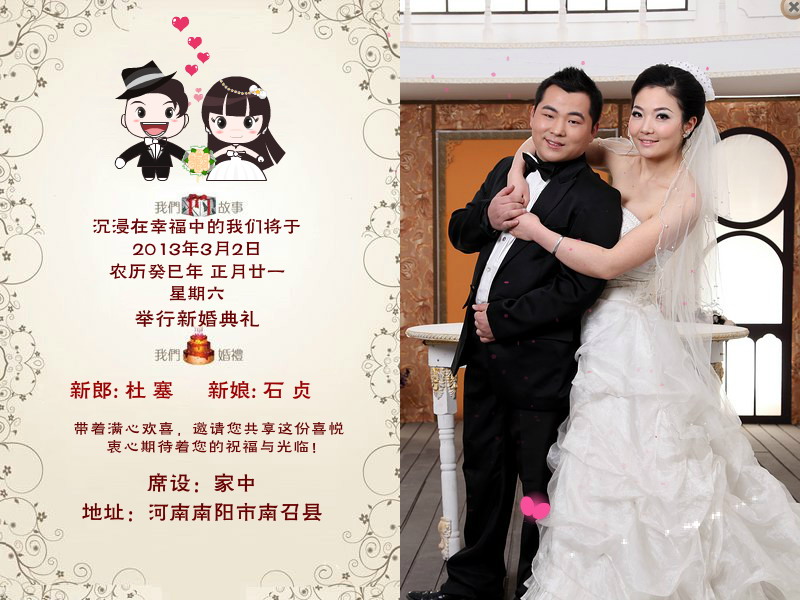 我們 故事
沉浸在幸福中的我们将于
2013年3月2日
农历癸巳年 正月廿一
星期六
举行新婚典礼
我們 婚禮
新郎: 杜 塞 新娘: 石 贞
带着满心欢喜，邀请您共享这份喜悦
衷心期待着您的祝福与光临！
席设：家中
地址：河南南阳市南召县